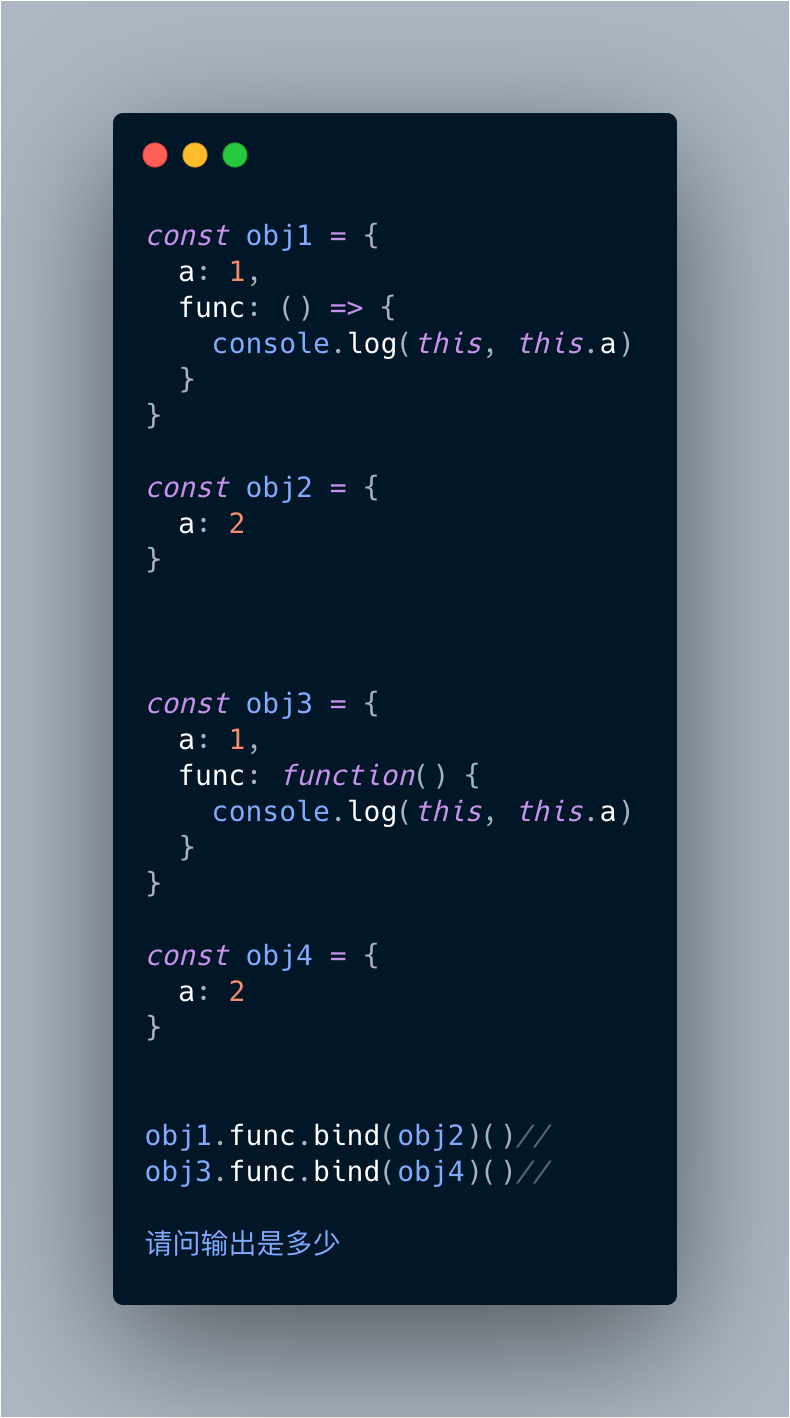 const obj1 = {
  a: 1,
  func: () => {
    console.log(this, this.a)
  }
}
const obj2 = {
  a: 2
}
const obj3 = {
  a: 1,
  func: function() {
    console.log(this, this.a)
  }
}
const obj4 = {
  a: 2
}
obj1.func.bind(obj2)()//
obj3.func.bind(obj4)()//
请问输出是多少